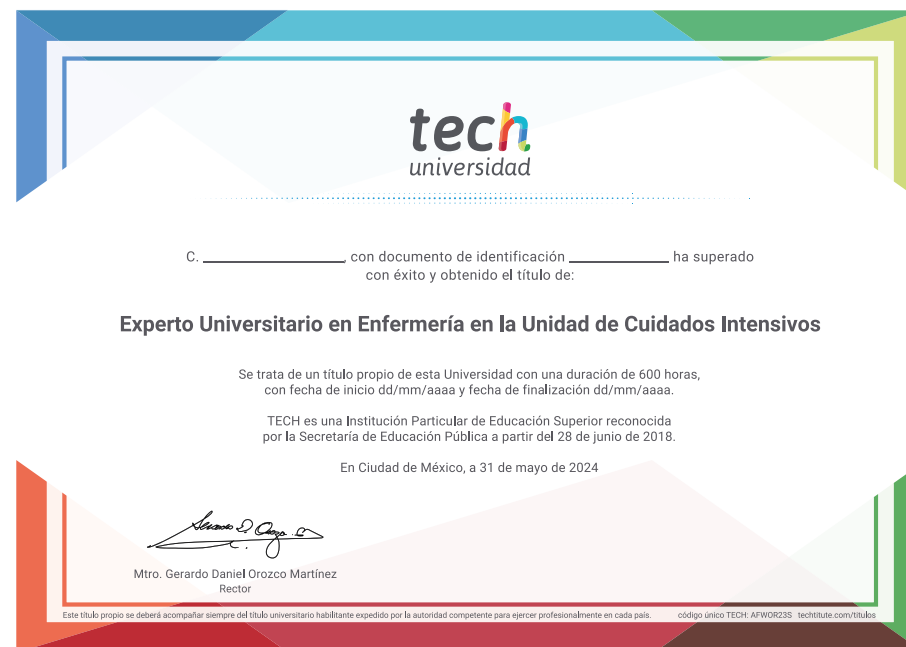 tech
universidad
C. ____________, con documento de identificación ____________ ha superado
con éxito y obtenido el título de:
Experto Universitario en Enfermería en la Unidad de Cuidados Intensivos
Se trata de un título propio de esta Universidad con una duración de 600 horas,
con fecha de inicio dd/mm/aaaa y fecha de finalización dd/mm/aaaa.
TECH es una Institución Particular de Educación Superior reconocida
por la Secretaría de Educación Pública a partir del 28 de junio de 2018.
En Ciudad de México, a 31 de mayo de 2024
Mtro. Gerardo Daniel Orozco Martínez
Rector
Este título propio se deberá acompañar siempre del título universitario habilitante expedido por la autoridad competente para ejercer profesionalmente en cada país. código único TECH: AFWOR23S techtitute.com/titulos